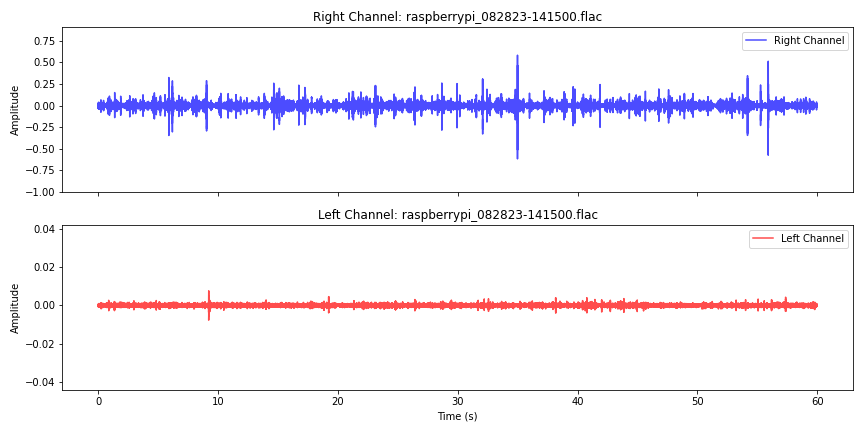 Right Channel: raspberrypi_082823-141500.flac
Right Channel
0.75
0.50
0.25
0.00
−0.25
−0.50
−0.75
−1.00
Amplitude
Left Channel: raspberrypi_082823-141500.flac
Left Channel
0.04
0.02
0.00
−0.02
−0.04
Amplitude
0 10 20 30 40 50 60
Time (s)